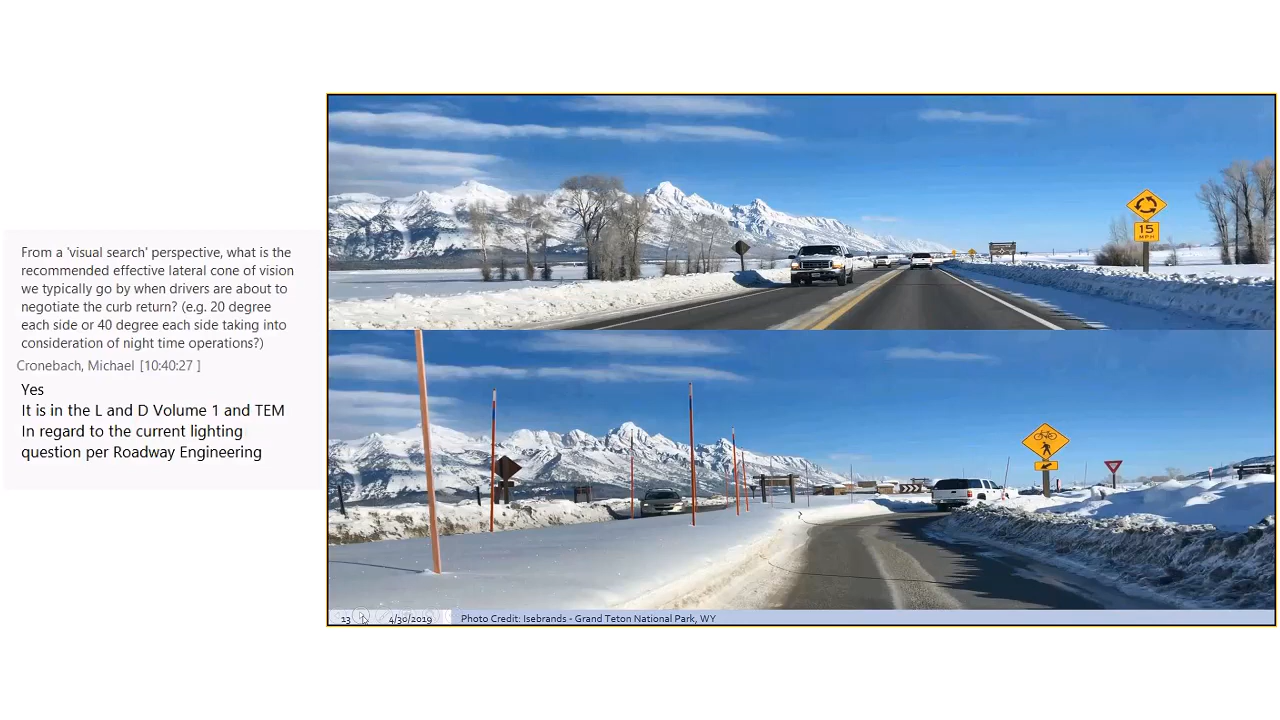 From a 'visual search' perspective, what is the
recommended effective lateral cone of vision
we typically go by when drivers are about to
negotiate the curb return? (e.g. 20 degree
each side or 40 degree each side taking into
consideration of night time operations?)
Cronebach, Michael [10:40:27 ]
Yes
It is in the L and D Volume 1 and TEM
In regard to the current lighting
question per Roadway Engineering
15
MPH
13
4/30/2019
Photo Credit: Isebrands - Grand Teton National Park, WY